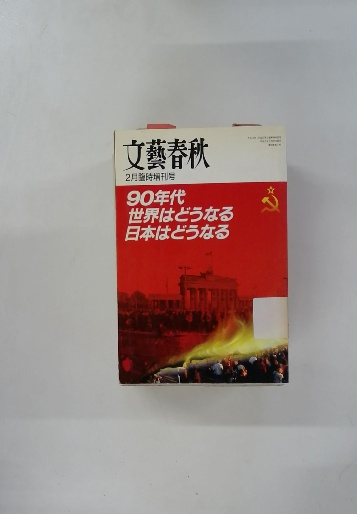 文藝春秋
2月臨時増刊号
90年代
世界はどうなる
日本はどうなる